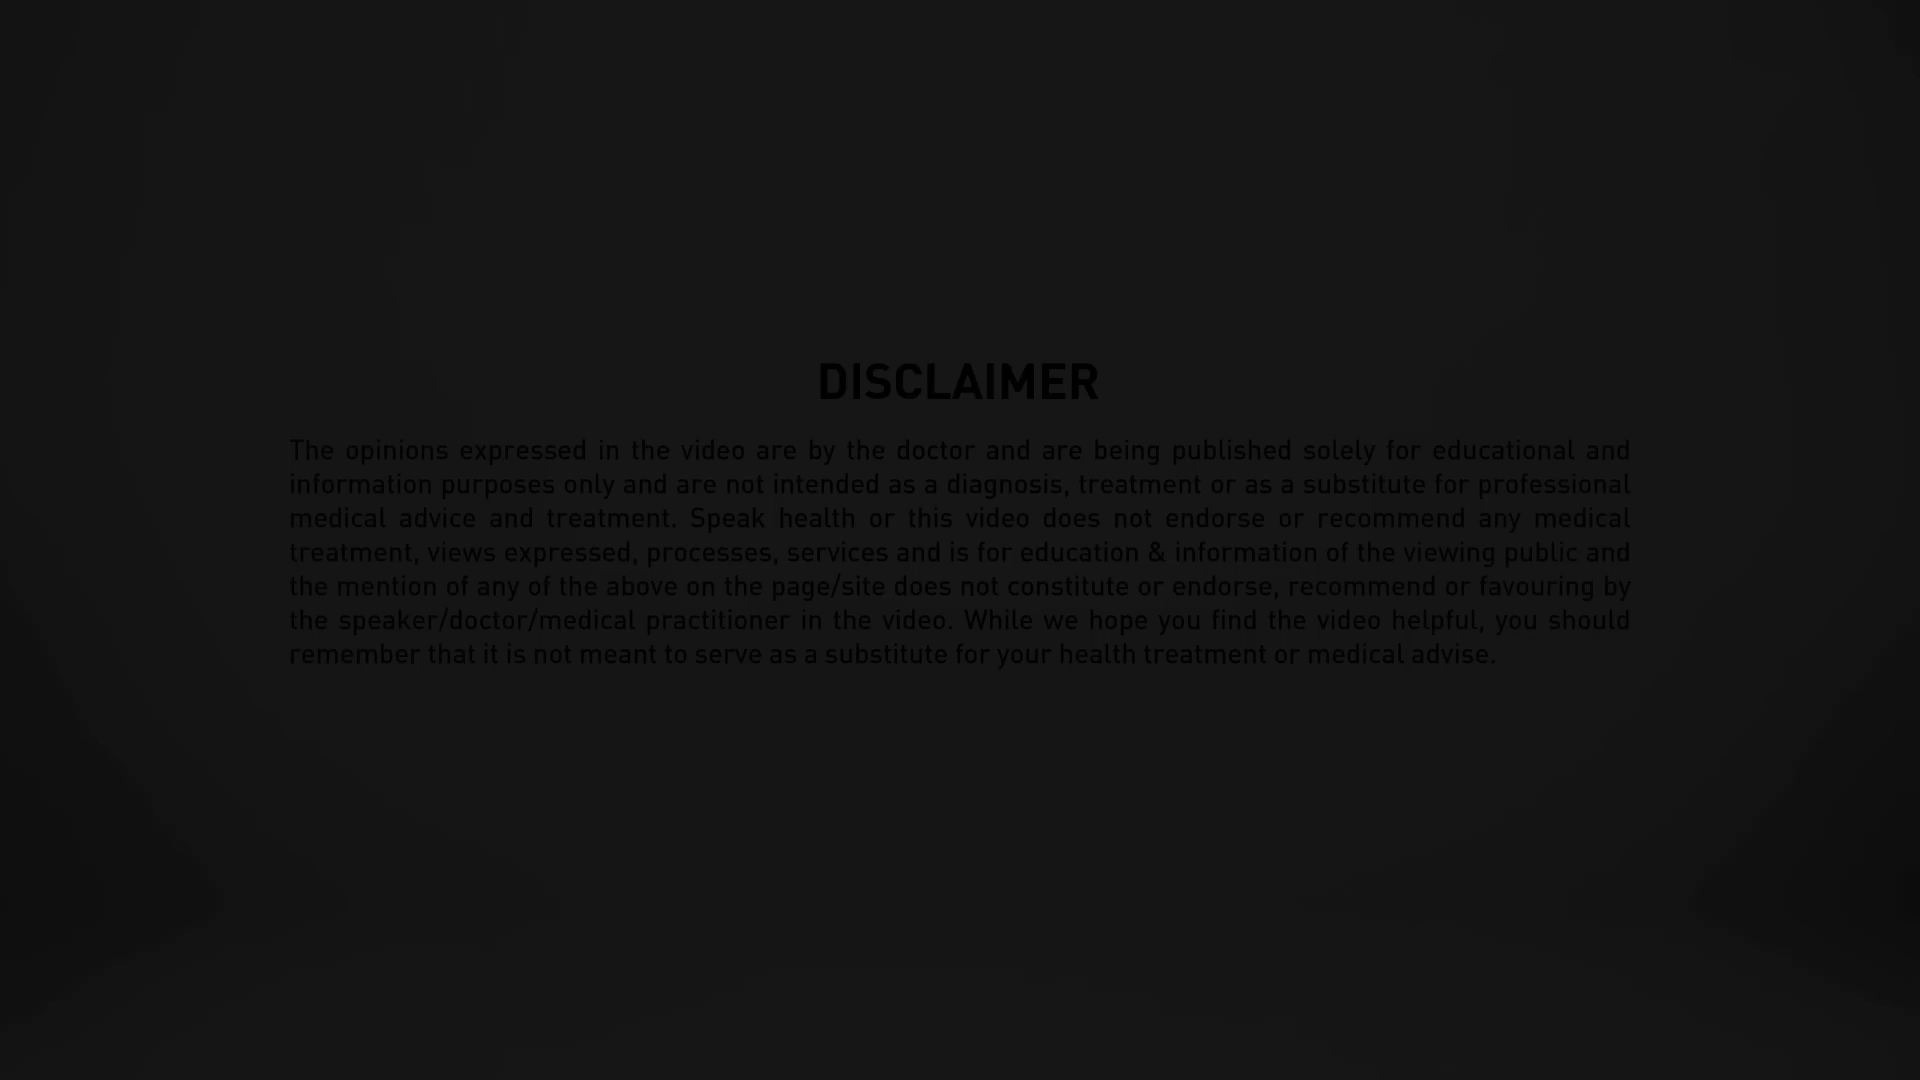 DISCLAIMER
The opinions expressed in the video are by the doctor and are being published solely for educational and
information purposes only and are not intended as a diagnosis, treatment or as a substitute for professional
medical advice and treatment. Speak health or this video does not endorse or recommend any medical
treatment, views expressed, processes, services and is for education & information of the viewing public and
the mention of any of the above on the page/site does not constitute or endorse, recommend or favouring by
the speaker/doctor/medical practitioner in the video. While we hope you find the video helpful, you should
remember that it is not meant to serve as a substitute for your health treatment or medical advise.